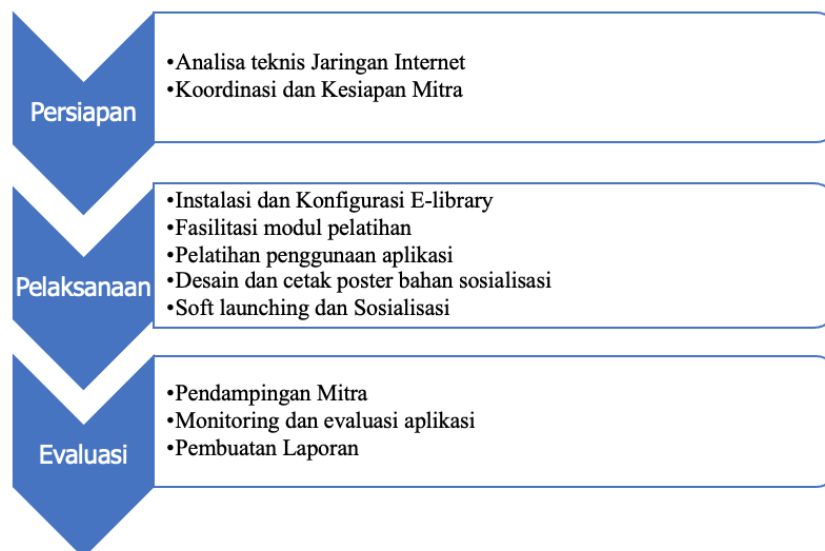 Persiapan
•Analisa teknis Jaringan Internet
•Koordinasi dan Kesiapan Mitra
Pelaksanaan
•Instalasi dan Konfigurasi E-library
•Fasilitasi modul pelatihan
•Pelatihan penggunaan aplikasi
•Desain dan cetak poster bahan sosialisasi
•Soft launching dan Sosialisasi
Evaluasi
•Pendampingan Mitra
•Monitoring dan evaluasi aplikasi
•Pembuatan Laporan